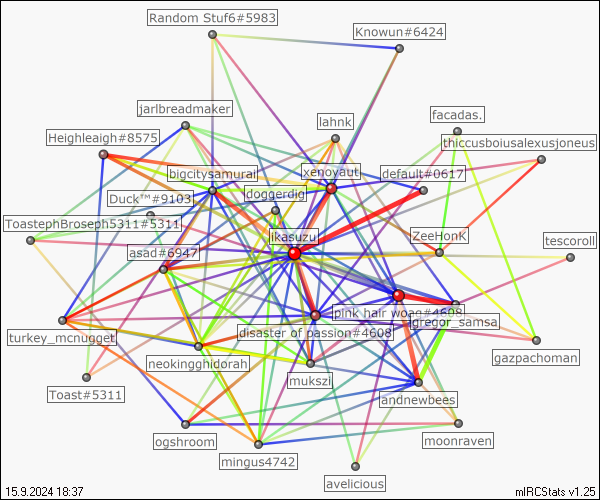 Random Stuf6#5983
Knowun#6424
jarlbreadmaker
lahnk
facadas.
Heighleaigh#8575
thiccusboiusalexusjoneus
bigcitysamurai
xenovaut
default#0617
Duck™#9103
doggerdig
ToastephBroseph5311#5311
likasuzu
ZeeHonK
asad#6947
tescoroll
pink hair woag#4608
disaster of passion#4608
gregor_samsa
turkey_mcnugget
neokingghidorah
gazpachoman
mukszi
Toast#5311
andnewbees
ogshroom
moonraven
mingus4742
avelicious
15.9.2024 18:37
mIRCStats v1.25